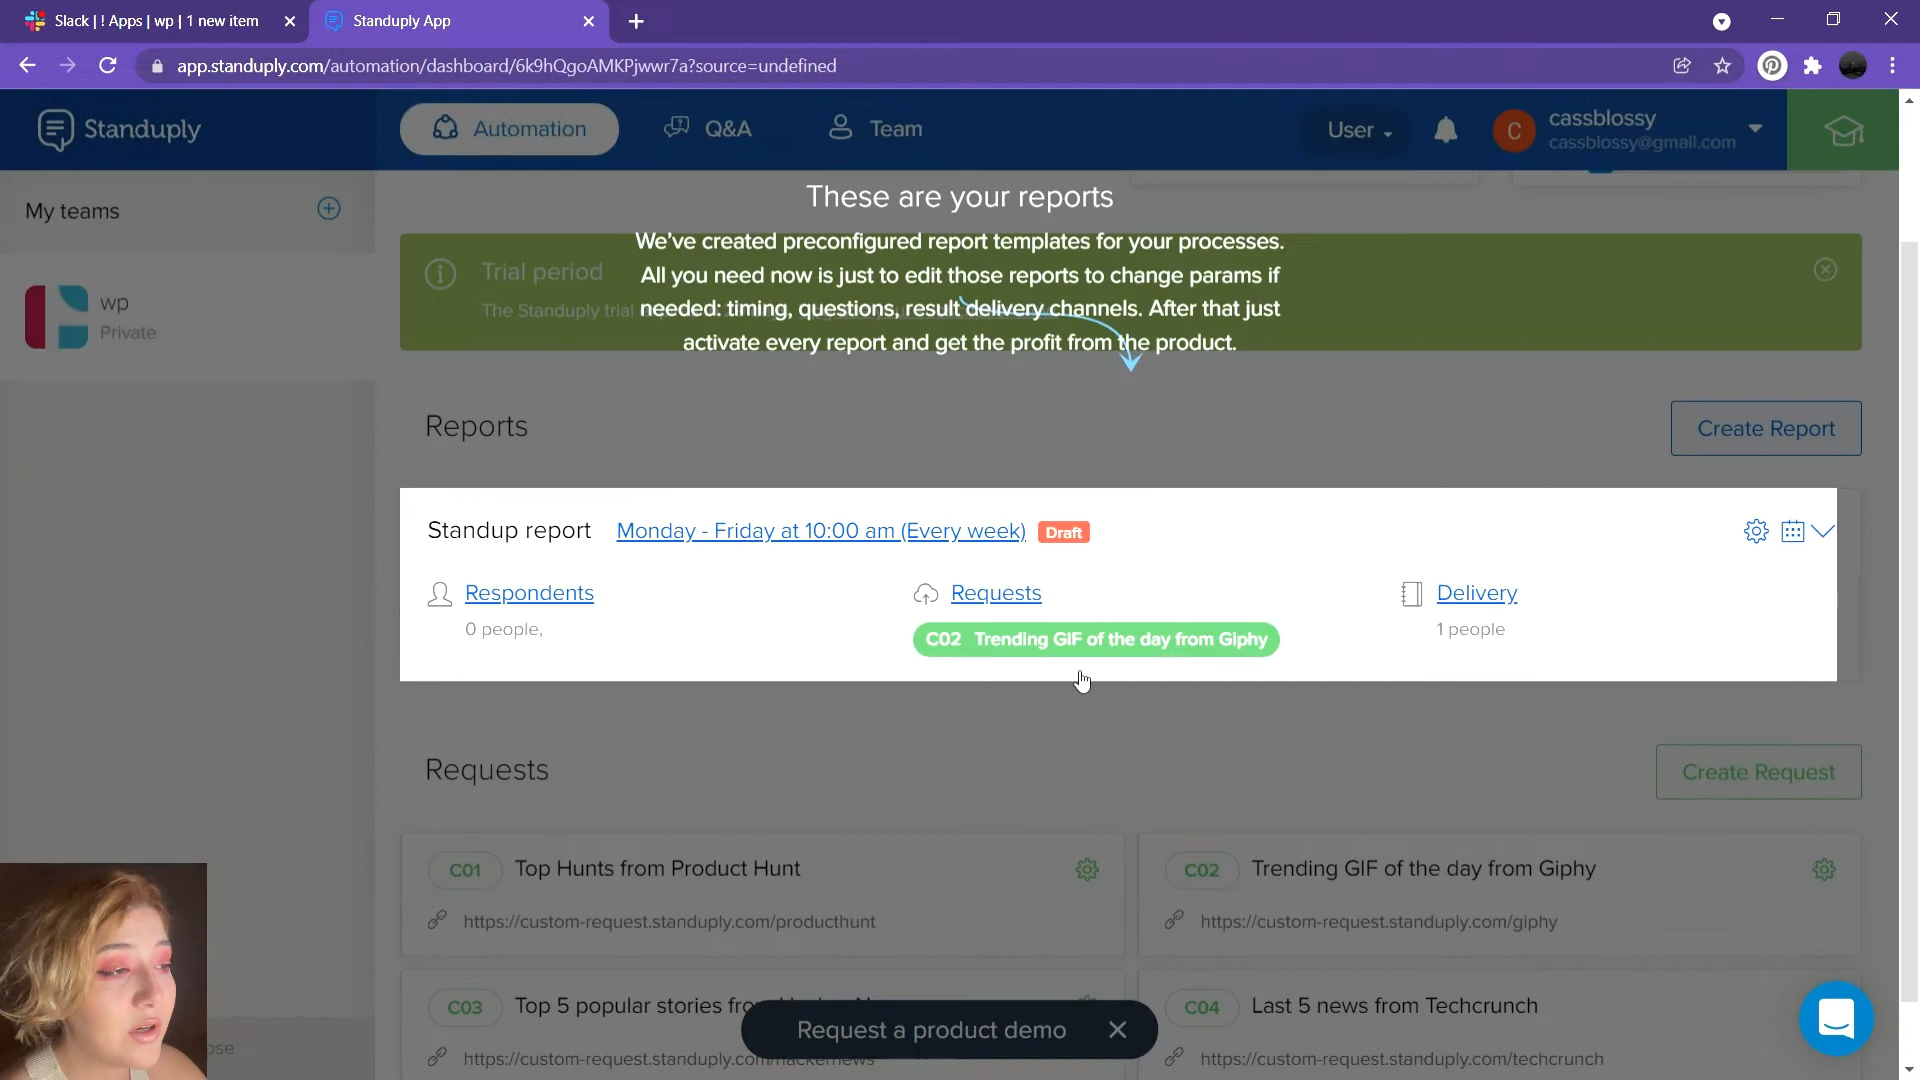 Slack | ! Apps | wp | 1 new item
Standuply App
app.standuply.com/automation/dashboard/6k9hQgoAMKPjwwr7a?source=undefined
Standuply
Automation
Q&A
Team
User
C
cassblossy
cassblossy@gmail.com
My teams
wp
Private
These are your reports
We've created preconfigured report templates for your processes.
All you need now is just to edit those reports to change params if
needed: timing, questions, result delivery channels. After that just
activate every report and get the profit from the product.
Trial period
The Standuply trial
Reports
Create Report
Standup report
Monday - Friday at 10:00 am (Every week)
Draft
Respondents
0 people,
Requests
C02 Trending GIF of the day from Giphy
Delivery
1 people
Requests
Create Request
C01 Top Hunts from Product Hunt
https://custom-request.standuply.com/producthunt
C02 Trending GIF of the day from Giphy
https://custom-request.standuply.com/giphy
C03 Top 5 popular stories
https://custom-request.standuply.com/hackernews
C04 Last 5 news from Techcrunch
https://custom-request.standuply.com/techcrunch
Request a product demo